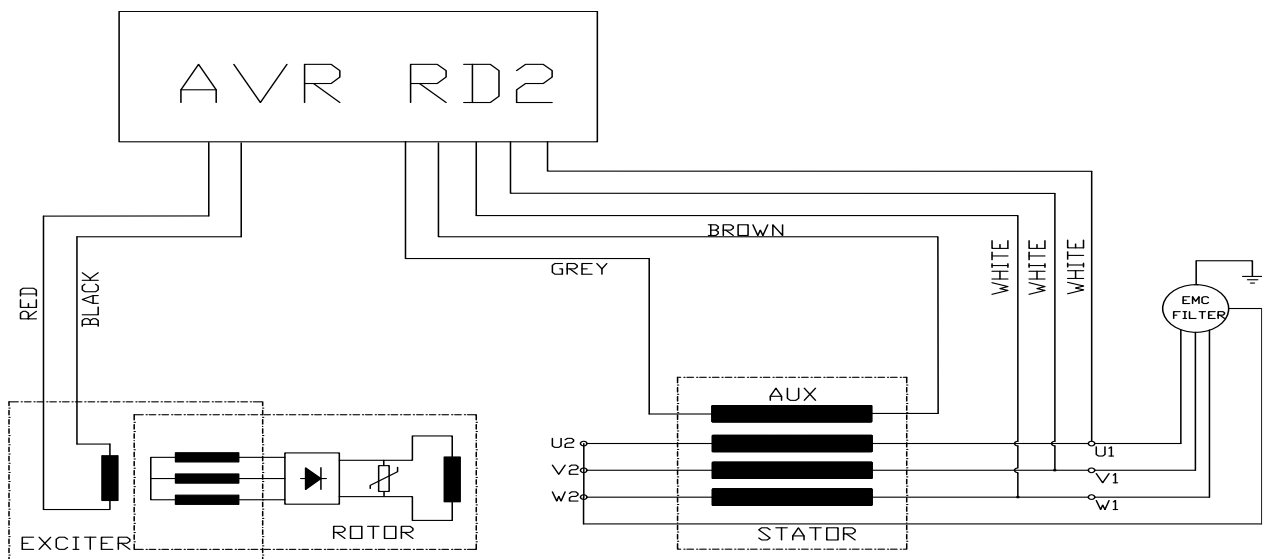 AVR RD2
BROWN
GREY
RED
BLACK
WHITE
WHITE
WHITE
EMC
FILTER
AUX
U2
U1
V2
V1
W2
W1
STATOR
ROTOR
EXCITER